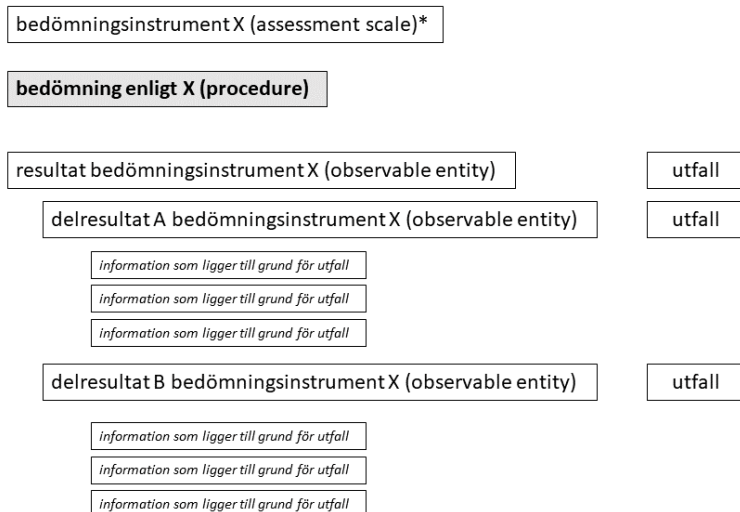 bedömningsinstrument X (assessment scale)*
bedömning enligt X (procedure)
resultat bedömningsinstrument X (observable entity) utfall
delresultat A bedömningsinstrument X (observable entity) utfall
information som ligger till grund för utfall
information som ligger till grund för utfall
information som ligger till grund för utfall
delresultat B bedömningsinstrument X (observable entity) utfall
information som ligger till grund för utfall
information som ligger till grund för utfall
information som ligger till grund för utfall